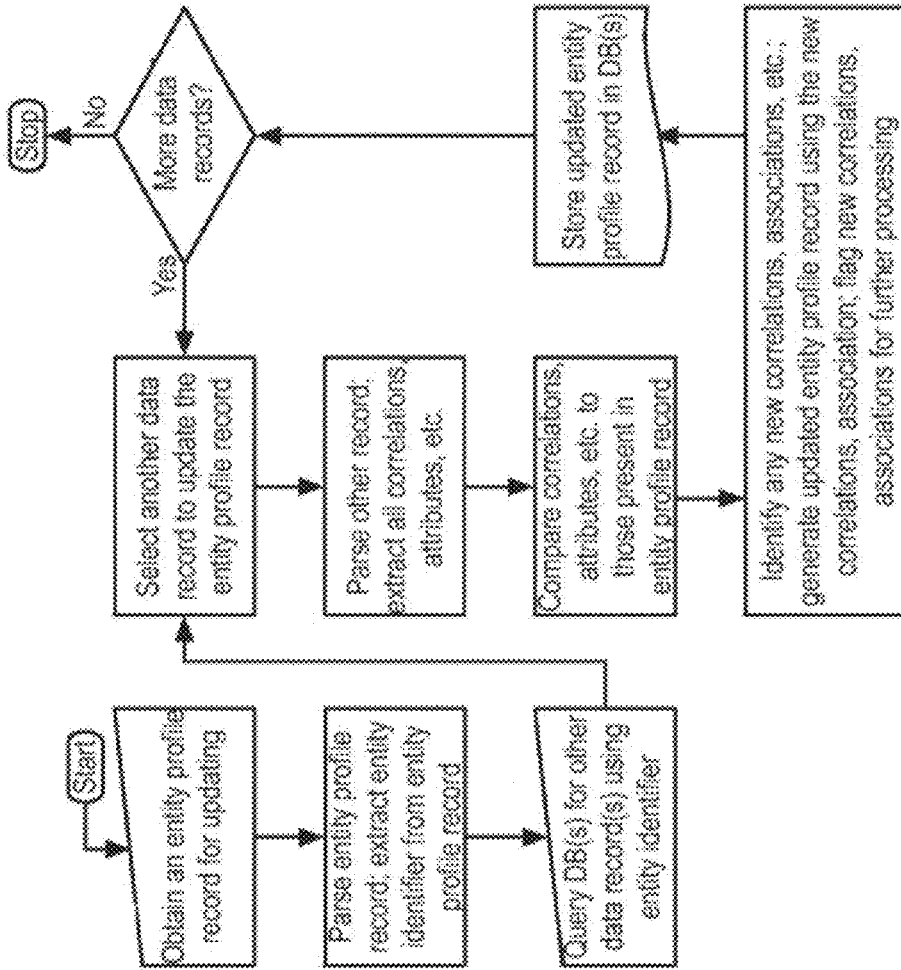 Start
Obtain an entity profile
record for updating
Parse entity profile
record; extract entity
identifier from entity
profile record
Query DB(s) for other
data record(s) using
entity identifier
Select another data
record to update the
entity profile record
Parse other record;
extract all correlations,
attributes, etc.
Compare correlations,
attributes, etc. to
those present in
entity profile record
Identify any new correlations, associations, etc.;
generate updated entity profile record using the new
correlations, association; flag new correlations,
associations for further processing
Store updated entity
profile record in DB(s)
More data
records?
Yes
No
Stop